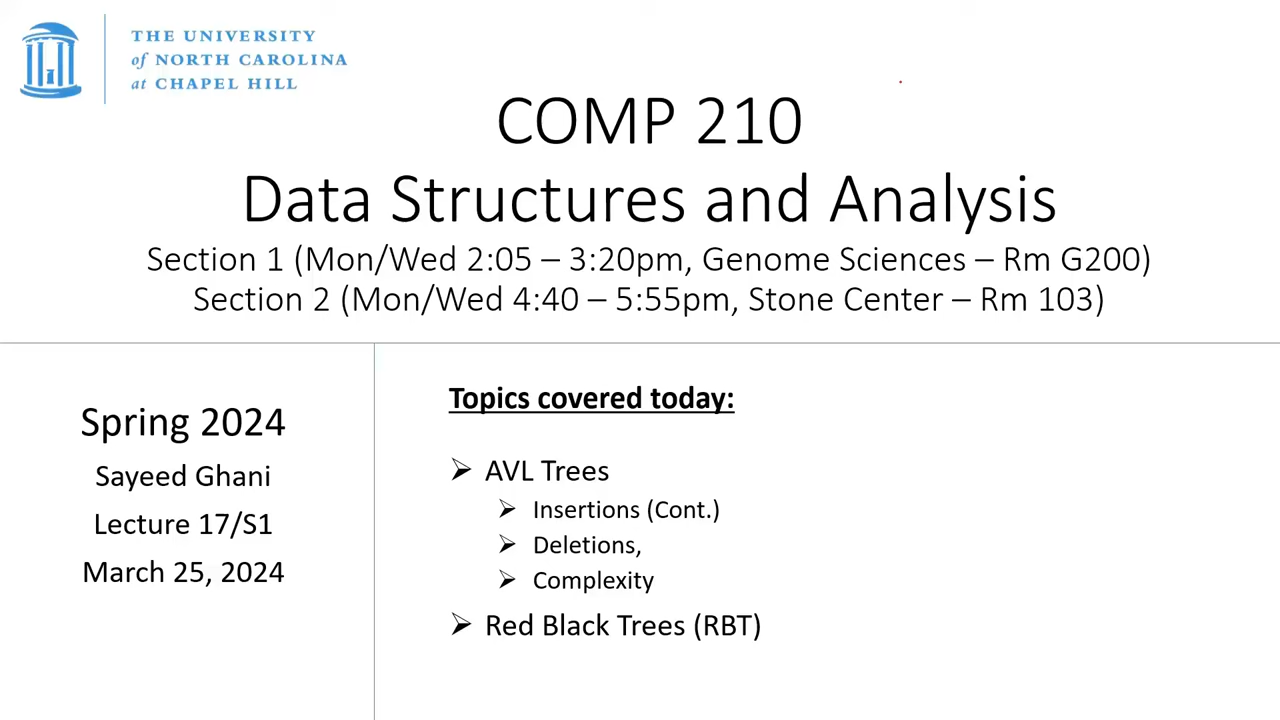 THE UNIVERSITY
of NORTH CAROLINA
at CHAPEL HILL
COMP 210
Data Structures and Analysis
Section 1 (Mon/Wed 2:05 – 3:20pm, Genome Sciences – Rm G200)
Section 2 (Mon/Wed 4:40 – 5:55pm, Stone Center – Rm 103)
Spring 2024
Sayeed Ghani
Lecture 17/S1
March 25, 2024
Topics covered today:
➢ AVL Trees
➢ Insertions (Cont.)
➢ Deletions,
➢ Complexity
➢ Red Black Trees (RBT)